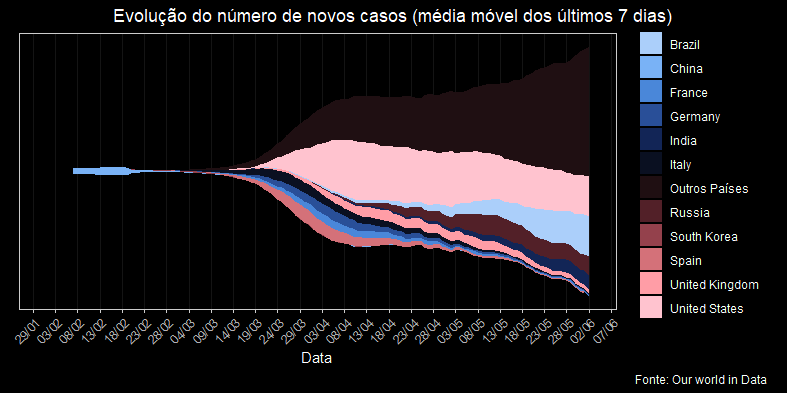 Evolução do número de novos casos (média móvel dos últimos 7 dias)
Brazil
China
France
Germany
India
Italy
Outros Países
Russia
South Korea
Spain
United Kingdom
United States
29/01 03/02 08/02 13/02 18/02 23/02 28/02 04/03 09/03 14/03 19/03 24/03 29/03 03/04 08/04 13/04 18/04 23/04 28/04 03/05 08/05 13/05 18/05 23/05 28/05 02/06 07/06
Data
Fonte: Our world in Data